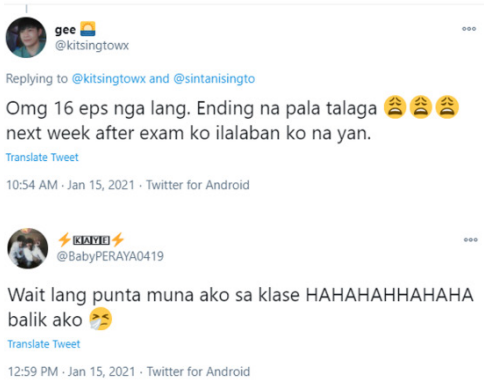 gee 🌅
@kitsingtowx
Replying to @kitsingtowx and @sintanisingto
Omg 16 eps nga lang. Ending na pala talaga 😩😩😩
next week after exam ko ilalaban ko na yan.
Translate Tweet
10:54 AM · Jan 15, 2021 · Twitter for Android
⚡🄺🄰🅈🄴⚡
@BabyPERAYA0419
Wait lang punta muna ako sa klase HAHAHAHHAHAHA
balik ako 🤧
Translate Tweet
12:59 PM · Jan 15, 2021 · Twitter for Android